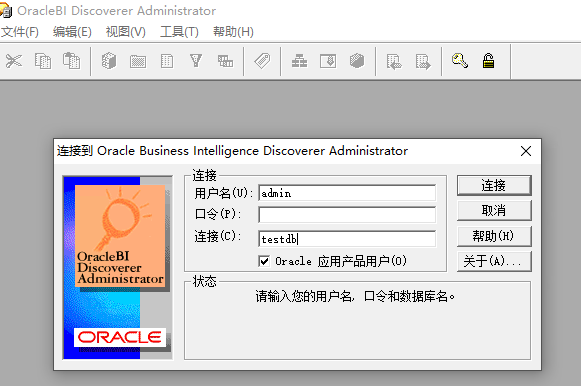 OracleBI Discoverer Administrator
文件(F) 编辑(E) 视图(V) 工具(T) 帮助(H)
连接到 Oracle Business Intelligence Discoverer Administrator
连接
用户名(U): admin
口令(P):
连接(C): testdb
Oracle 应用产品用户(O)
连接
取消
帮助(H)
关于(A)...
OracleBI
Discoverer
Administrator
ORACLE
状态
请输入您的用户名, 口令和数据库名。